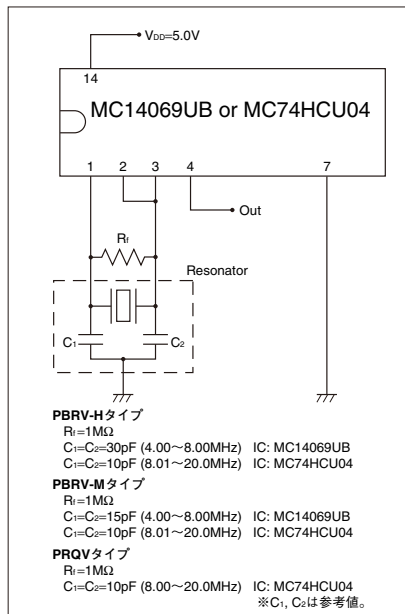 VDD=5.0V
14
MC14069UB or MC74HCU04
1 2 3 4 7
Out
Rf
Resonator
C1 C2
PBRV-Hタイプ
Rf=1MΩ
C1=C2=30pF (4.00～8.00MHz) IC: MC14069UB
C1=C2=10pF (8.01～20.0MHz) IC: MC74HCU04
PBRV-Mタイプ
Rf=1MΩ
C1=C2=15pF (4.00～8.00MHz) IC: MC14069UB
C1=C2=10pF (8.01～20.0MHz) IC: MC74HCU04
PRQVタイプ
Rf=1MΩ
C1=C2=10pF (8.00～20.0MHz) IC: MC74HCU04
※C1, C2は参考値。